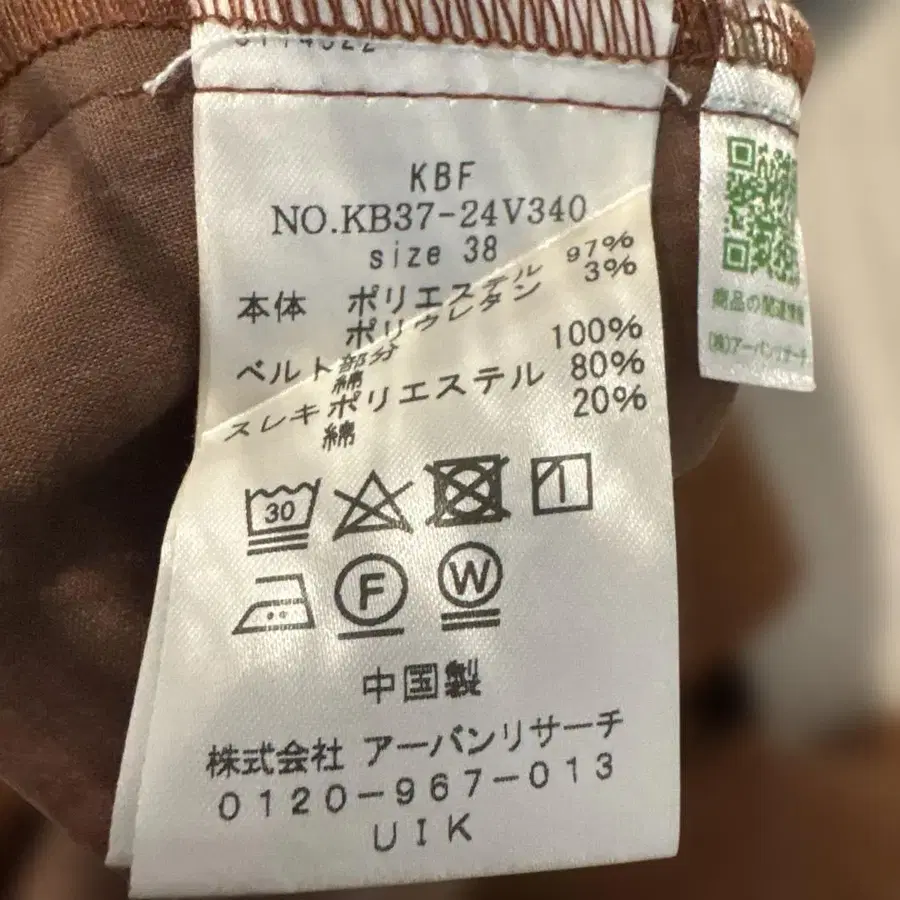 KBF
NO.KB37-24V340
size 38
本体 ポリエステル 97%
ポリウレタン 3%
ベルト部分
綿 100%
スレキ ポリエステル 80%
綿 20%
30
F
W
中国製
株式会社 アーバンリサーチ
0120-967-013
UIK
商品の関連情報
(株)アーバンリサーチ